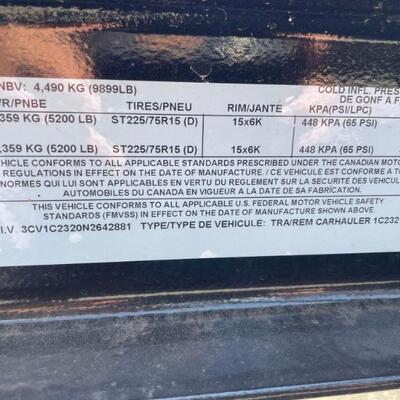 NBV: 4,490 KG (9899LB) COLD INFL. PRES
R/PNBE TIRES/PNEU RIM/JANTE KPA(PSI/LPC)
DE GONF A F
359 KG (5200 LB) ST225/75R15 (D) 15x6K 448 KPA (65 PSI)
,359 KG (5200 LB) ST225/75R15 (D) 15x6K 448 KPA (65 PSI)
EHICLE CONFORMS TO ALL APPLICABLE STANDARDS PRESCRIBED UNDER THE CANADIAN MOTOR
REGULATIONS IN EFFECT ON THE DATE OF MANUFACTURE. / CE VEHICULE EST CONFORME A TO
NORMES QUI LUI SONT APPLICABLES EN VERTU DU REGLEMENT SUR LA SECURITE DES VEHICUL
AUTOMOBILES DU CANADA EN VIGUEUR A LA DATE DE SA FABRICATION.
THIS VEHICLE CONFORMS TO ALL APPLICABLE U.S. FEDERAL MOTOR VEHICLE SAFETY
STANDARDS (FMVSS) IN EFFECT ON THE DATE OF MANUFACTURE SHOWN ABOVE.
I.V. 3CV1C2320N2642881 TYPE/TYPE DE VEHICULE: TRA/REM CARHAULER 1C232